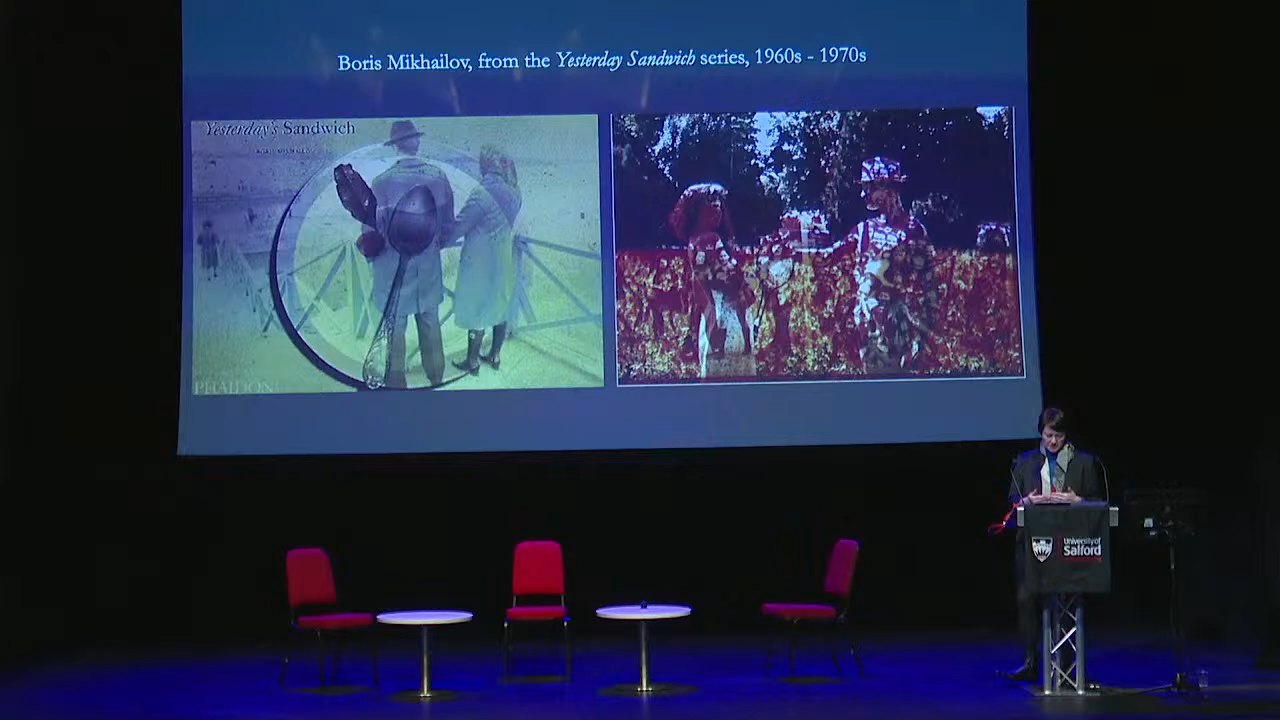 Boris Mikhailov, from the Yesterday Sandwich series, 1960s - 1970s
Yesterday's Sandwich
PHAIDON
University of
Salford